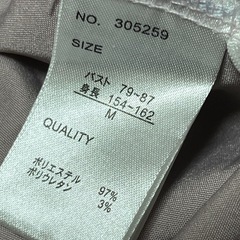 NO. 305259
SIZE
バスト 79~87
身長 154~162
M
QUALITY
ポリエステル 97%
ポリウレタン 3%